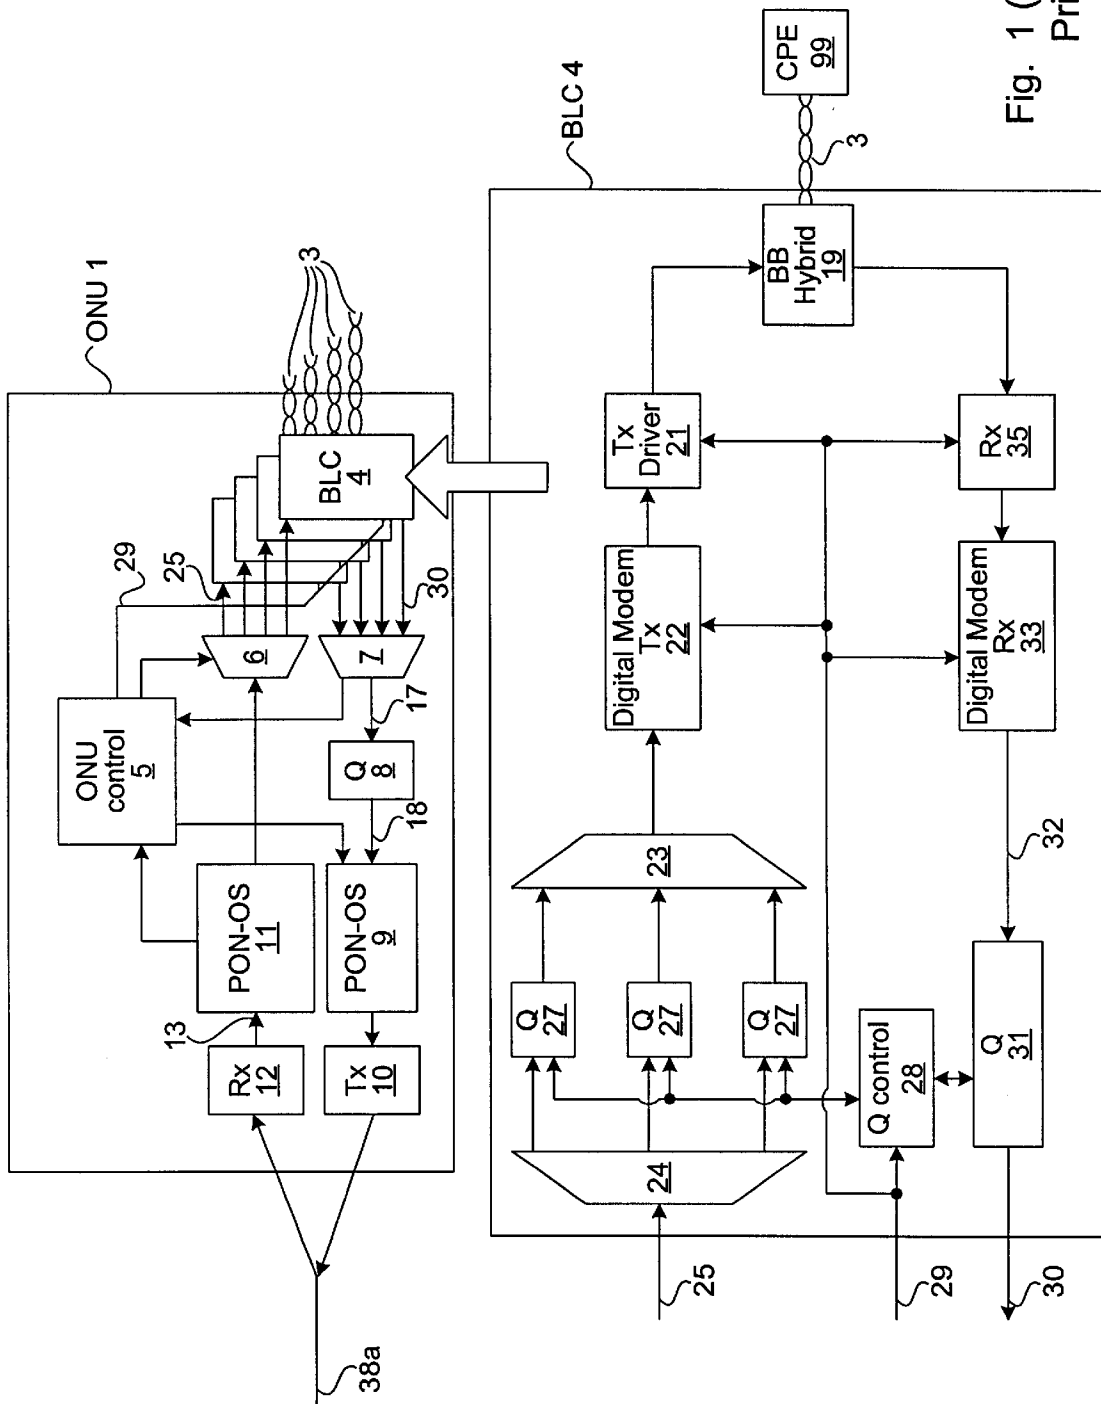 Fig. 1 (
Pri
ONU 1
38a
Rx
12
Tx
10
13
PON-OS
11
PON-OS
9
ONU
control
5
18
Q
8
17
6
7
29
25
30
BLC
4
3
BLC 4
25
29
30
24
Q
27
Q
27
Q
27
Q control
28
Q
31
23
32
Digital Modem
Tx
22
Digital Modem
Rx
33
Tx
Driver
21
Rx
35
BB
Hybrid
19
3
CPE
99